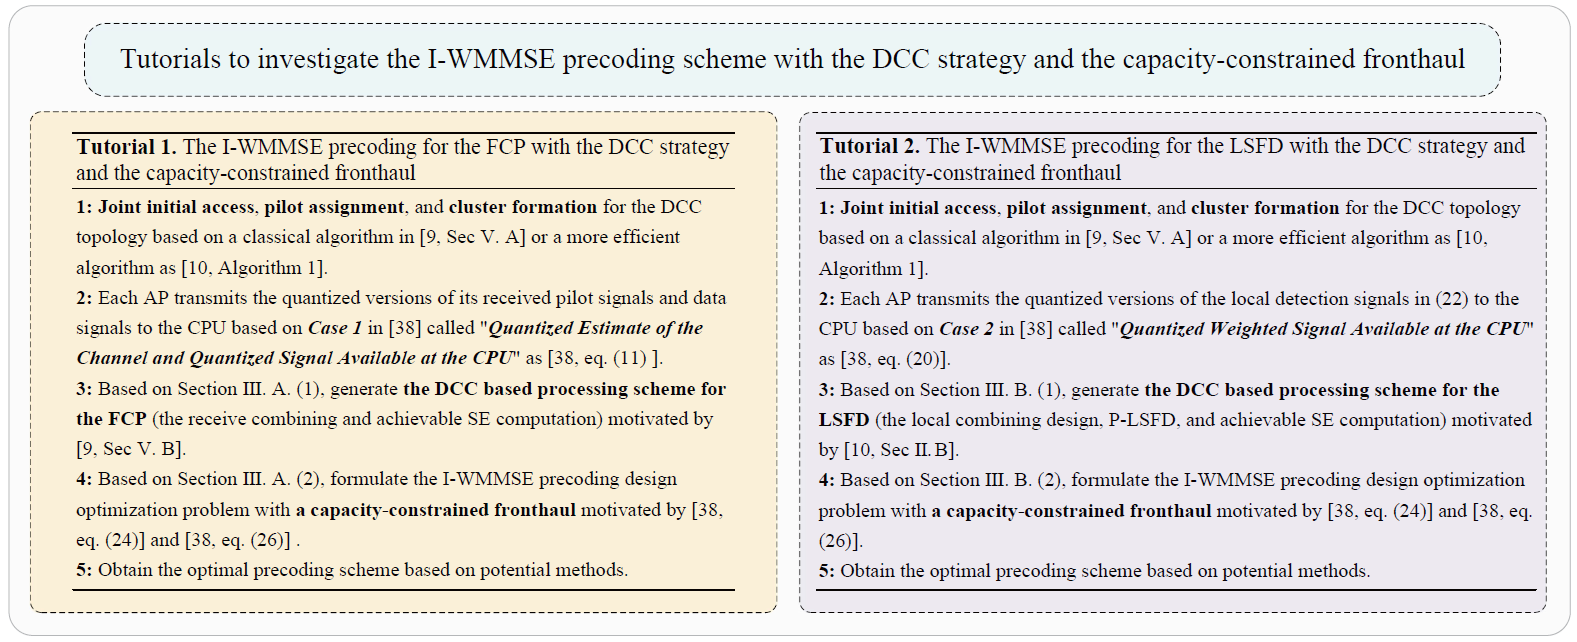 Tutorials to investigate the I-WMMSE precoding scheme with the DCC strategy and the capacity-constrained fronthaul
Tutorial 1. The I-WMMSE precoding for the FCP with the DCC strategy
and the capacity-constrained fronthaul
1: Joint initial access, pilot assignment, and cluster formation for the DCC
topology based on a classical algorithm in [9, Sec V. A] or a more efficient
algorithm as [10, Algorithm 1].
2: Each AP transmits the quantized versions of its received pilot signals and data
signals to the CPU based on Case 1 in [38] called "Quantized Estimate of the
Channel and Quantized Signal Available at the CPU" as [38, eq. (11) ].
3: Based on Section III. A. (1), generate the DCC based processing scheme for
the FCP (the receive combining and achievable SE computation) motivated by
[9, Sec V. B].
4: Based on Section III. A. (2), formulate the I-WMMSE precoding design
optimization problem with a capacity-constrained fronthaul motivated by [38,
eq. (24)] and [38, eq. (26)] .
5: Obtain the optimal precoding scheme based on potential methods.
Tutorial 2. The I-WMMSE precoding for the LSFD with the DCC strategy and
the capacity-constrained fronthaul
1: Joint initial access, pilot assignment, and cluster formation for the DCC topology
based on a classical algorithm in [9, Sec V. A] or a more efficient algorithm as [10,
Algorithm 1].
2: Each AP transmits the quantized versions of the local detection signals in (22) to the
CPU based on Case 2 in [38] called "Quantized Weighted Signal Available at the CPU"
as [38, eq. (20)].
3: Based on Section III. B. (1), generate the DCC based processing scheme for the
LSFD (the local combining design, P-LSFD, and achievable SE computation) motivated
by [10, Sec II. B].
4: Based on Section III. B. (2), formulate the I-WMMSE precoding design optimization
problem with a capacity-constrained fronthaul motivated by [38, eq. (24)] and [38, eq.
(26)].
5: Obtain the optimal precoding scheme based on potential methods.